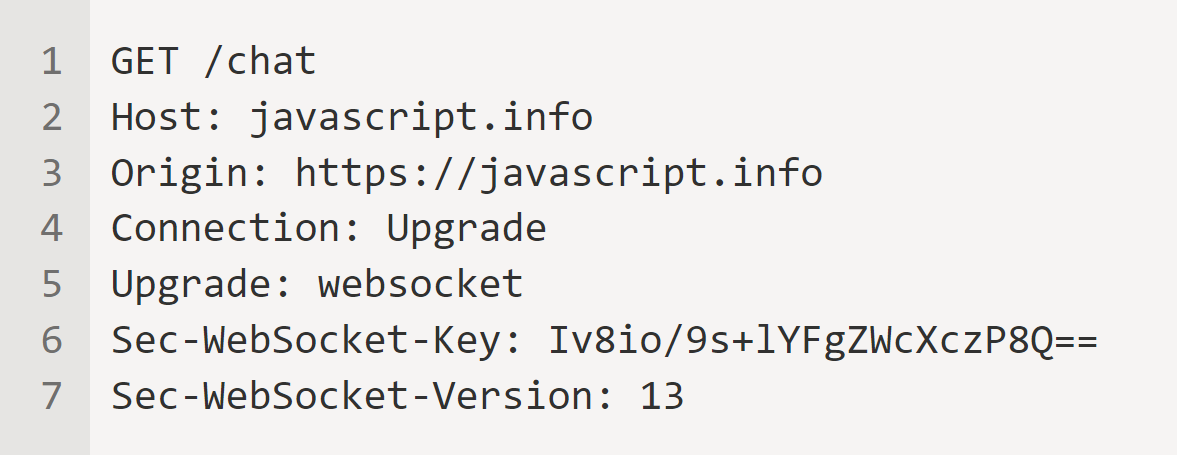 1 GET /chat
2 Host: javascript.info
3 Origin: https://javascript.info
4 Connection: Upgrade
5 Upgrade: websocket
6 Sec-WebSocket-Key: Iv8io/9s+lYFgZWcXczP8Q==
7 Sec-WebSocket-Version: 13